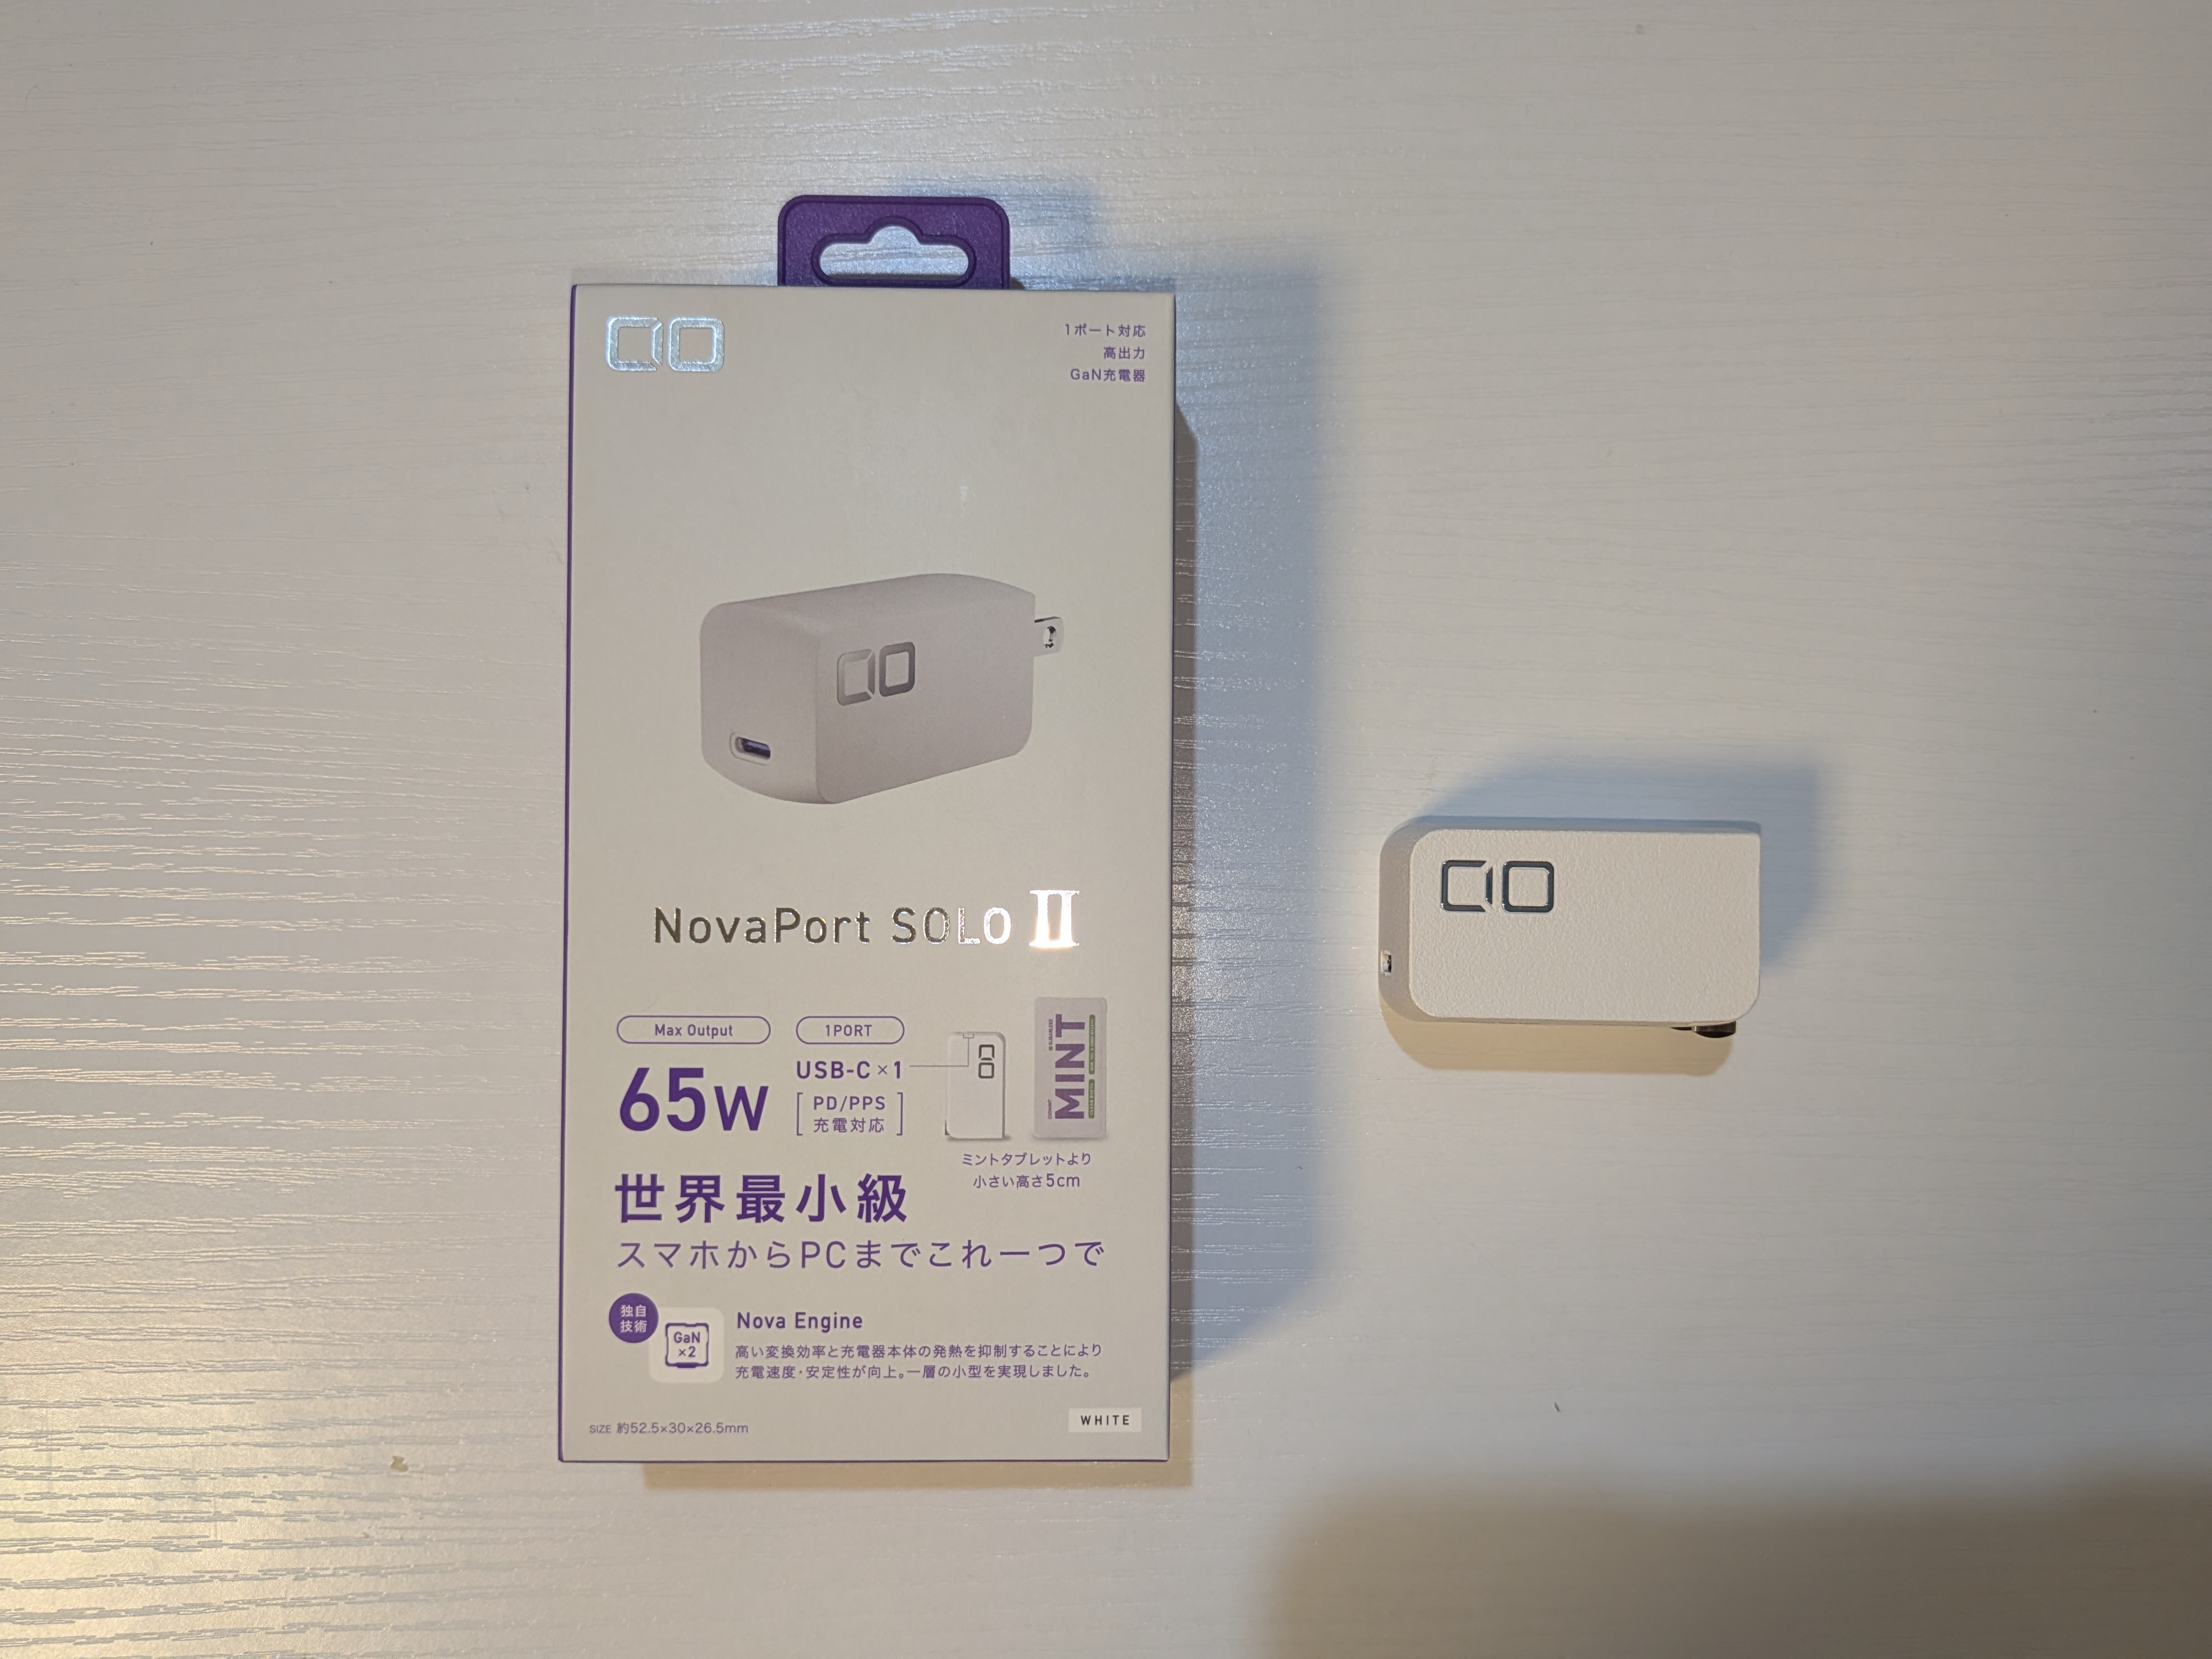 CIO
1ポート対応
高出力
GaN充電器
CIO
NovaPort SOLO II
Max Output
65W
1PORT
USB-C×1
PD/PPS
充電対応
CIO
MINT
ミントタブレットより
小さい高さ5cm
世界最小級
スマホからPCまでこれ一つで
独自
技術
GaN
×2
Nova Engine
高い変換効率と充電器本体の発熱を抑制することにより
充電速度・安定性が向上。一層の小型を実現しました。
SIZE 約52.5×30×26.5mm
WHITE
CIO